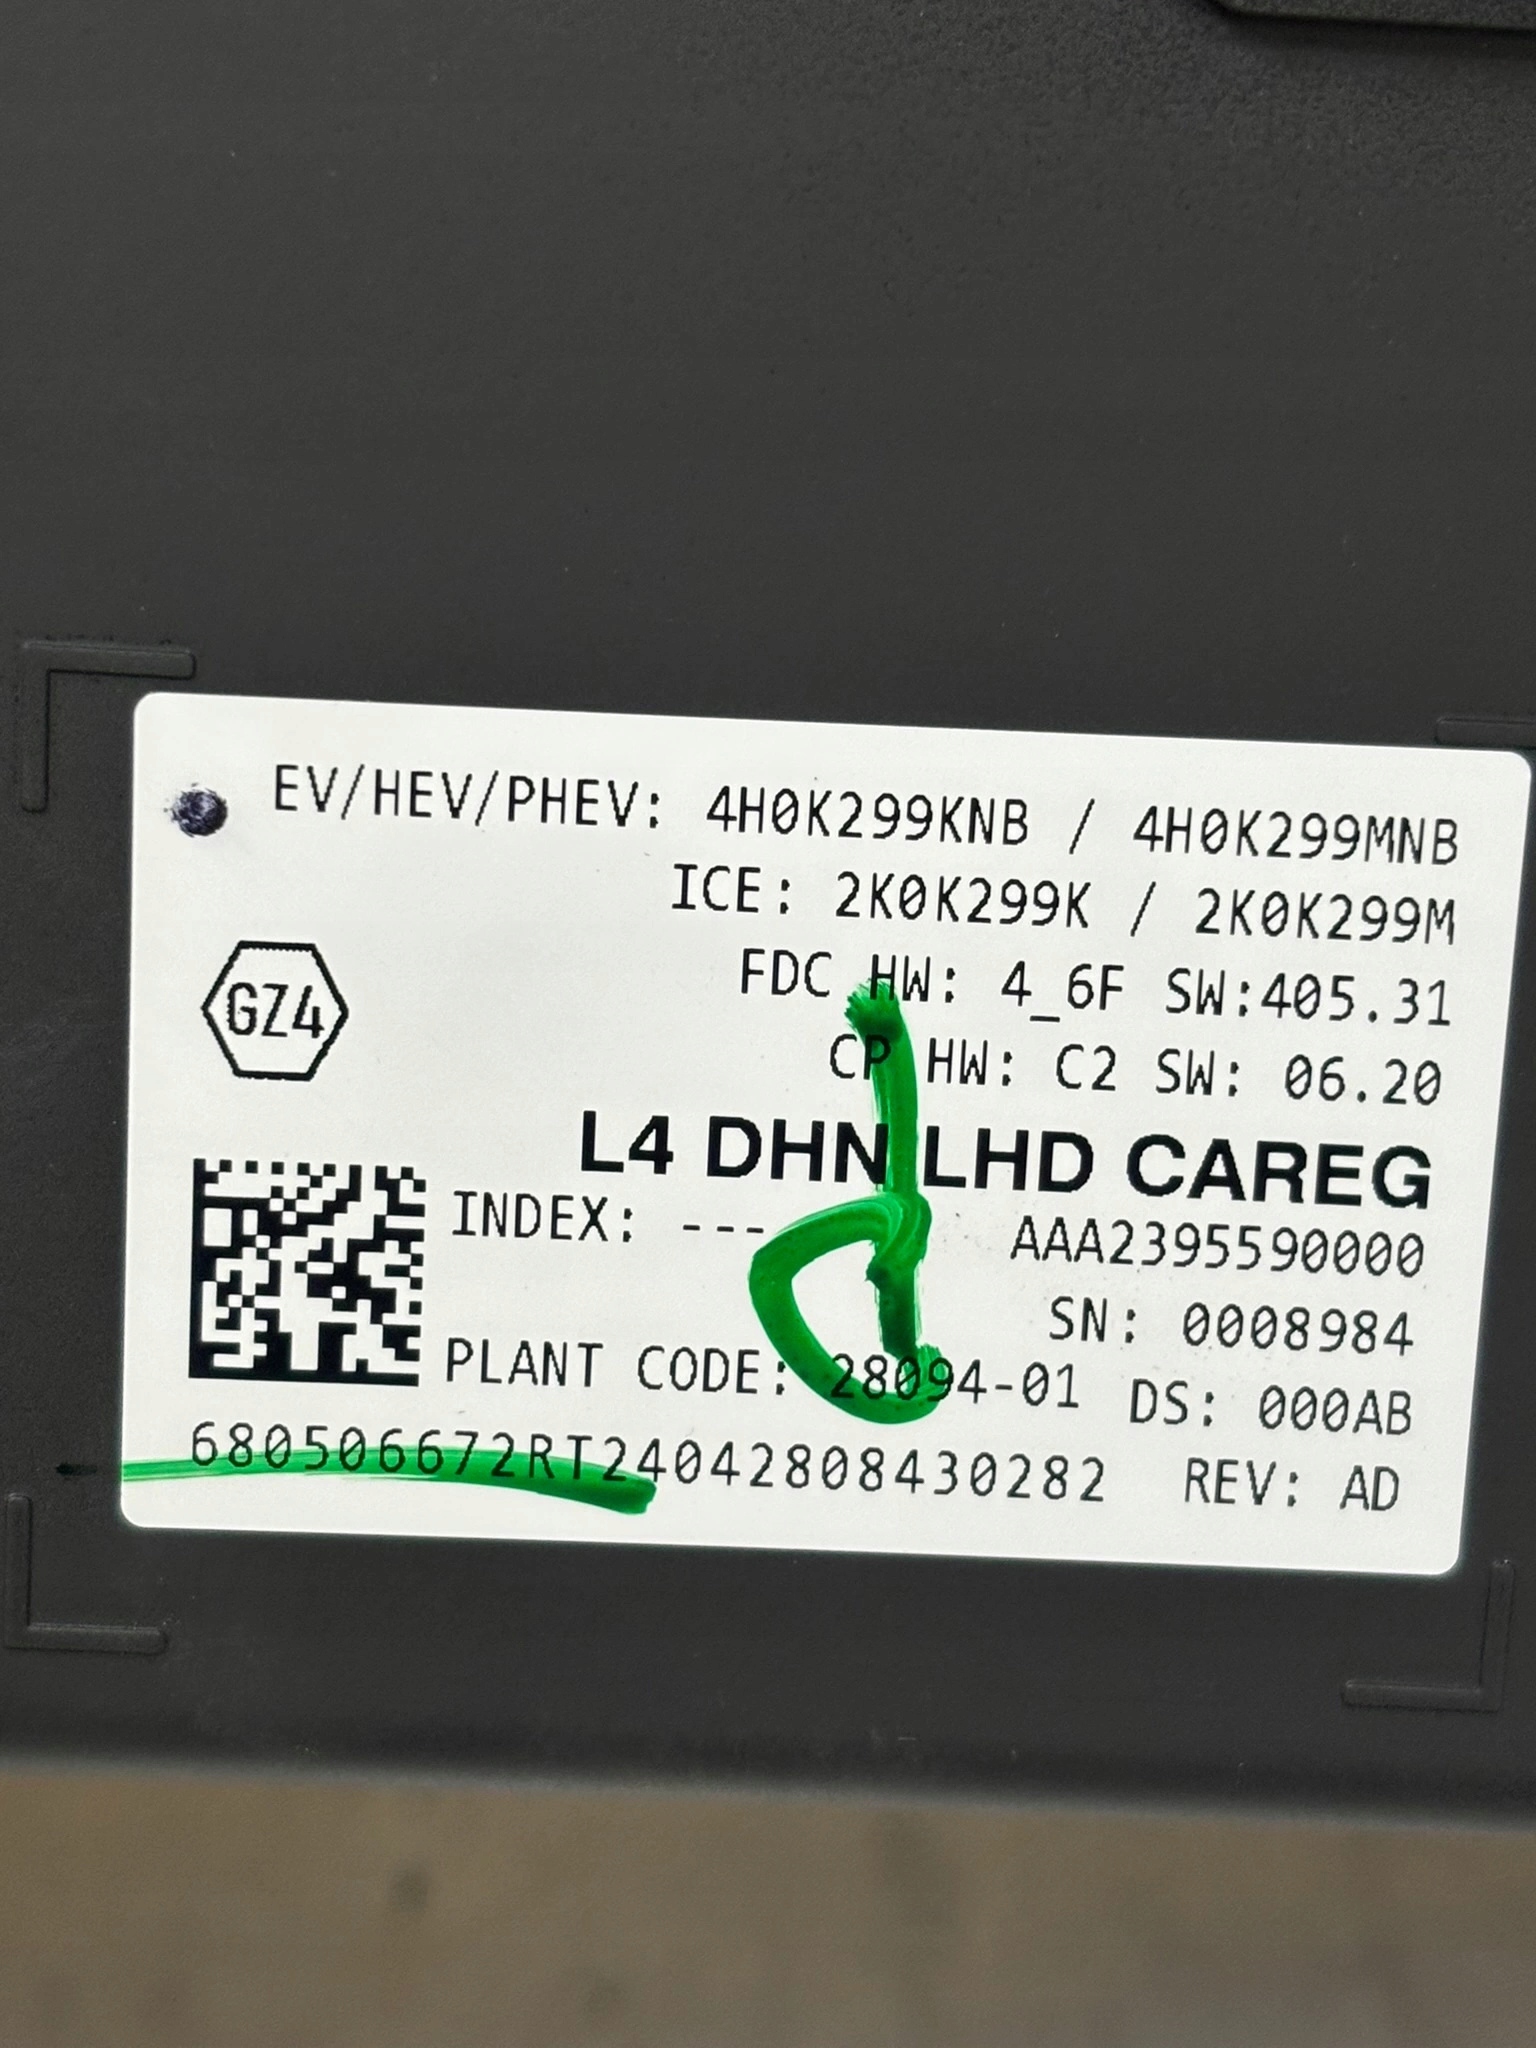 EV/HEV/PHEV: 4H0K299KNB / 4H0K299MNB
ICE: 2K0K299K / 2K0K299M
FDC HW: 4_6F SW:405.31
GZ4
CP HW: C2 SW: 06.20
L4 DHN LHD CAREG
INDEX: --- AAA2395590000
SN: 0008984
PLANT CODE: 28094-01 DS: 000AB
680506672RT24042808430282 REV: AD